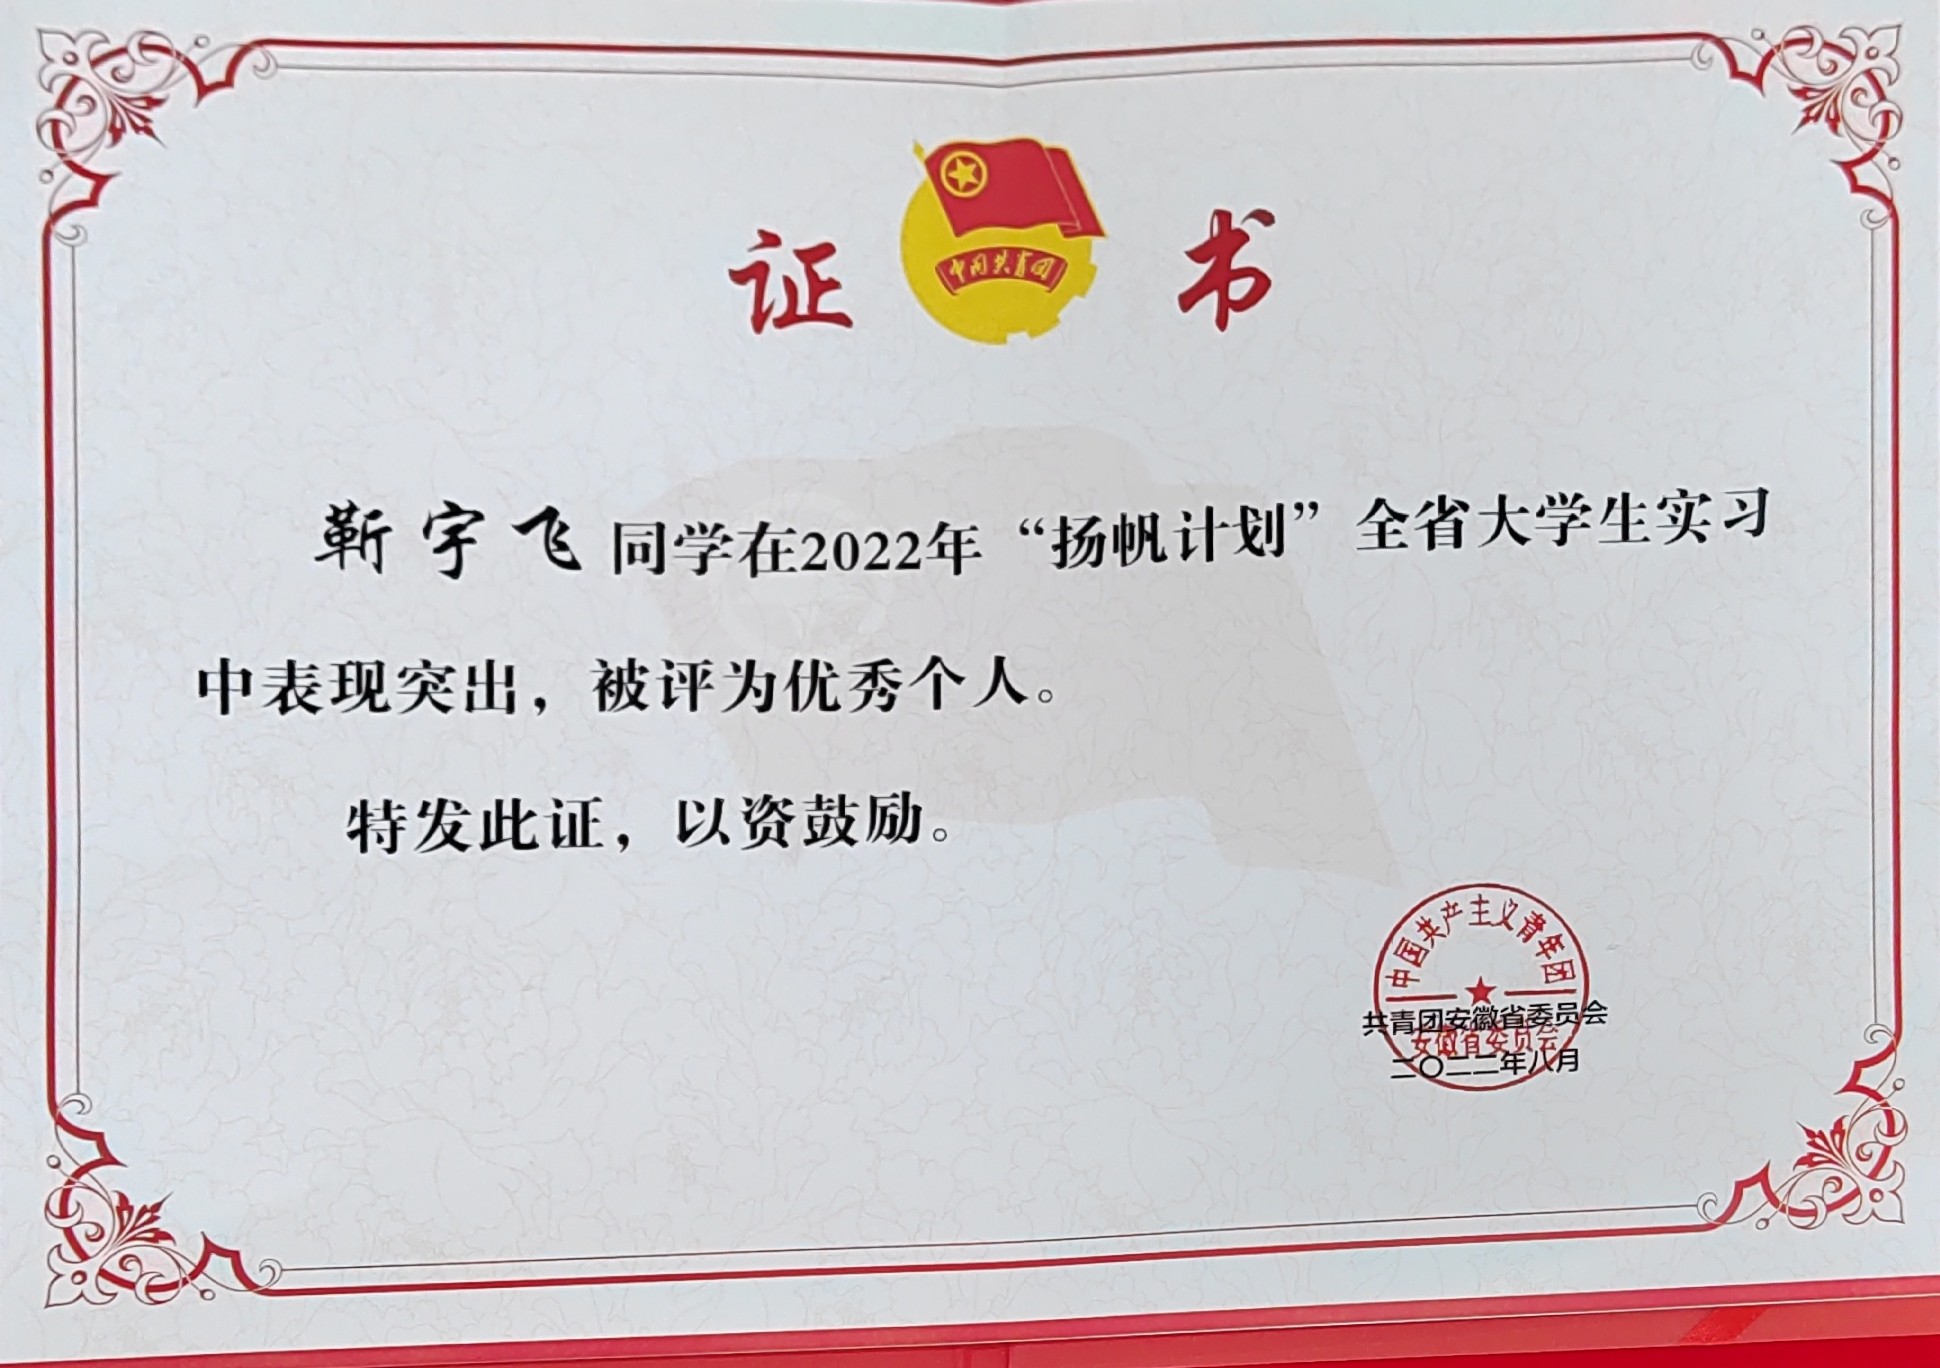 证书
中国共青团
靳宇飞同学在2022年“扬帆计划”全省大学生实习
中表现突出，被评为优秀个人。
特发此证，以资鼓励。
中国共产主义青年团
共青团安徽省委员会
安徽省委员会
二〇二二年八月